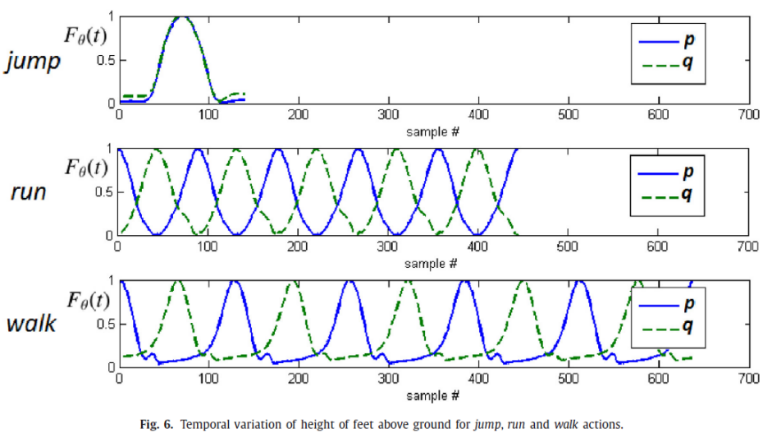 jump
F_θ(t)
1
0.5
0
p
q
0 100 200 300 400 500 600 700
sample #
run
F_θ(t)
1
0.5
0
p
q
0 100 200 300 400 500 600 700
sample #
walk
F_θ(t)
1
0.5
0
p
q
0 100 200 300 400 500 600 700
sample #
Fig. 6. Temporal variation of height of feet above ground for jump, run and walk actions.